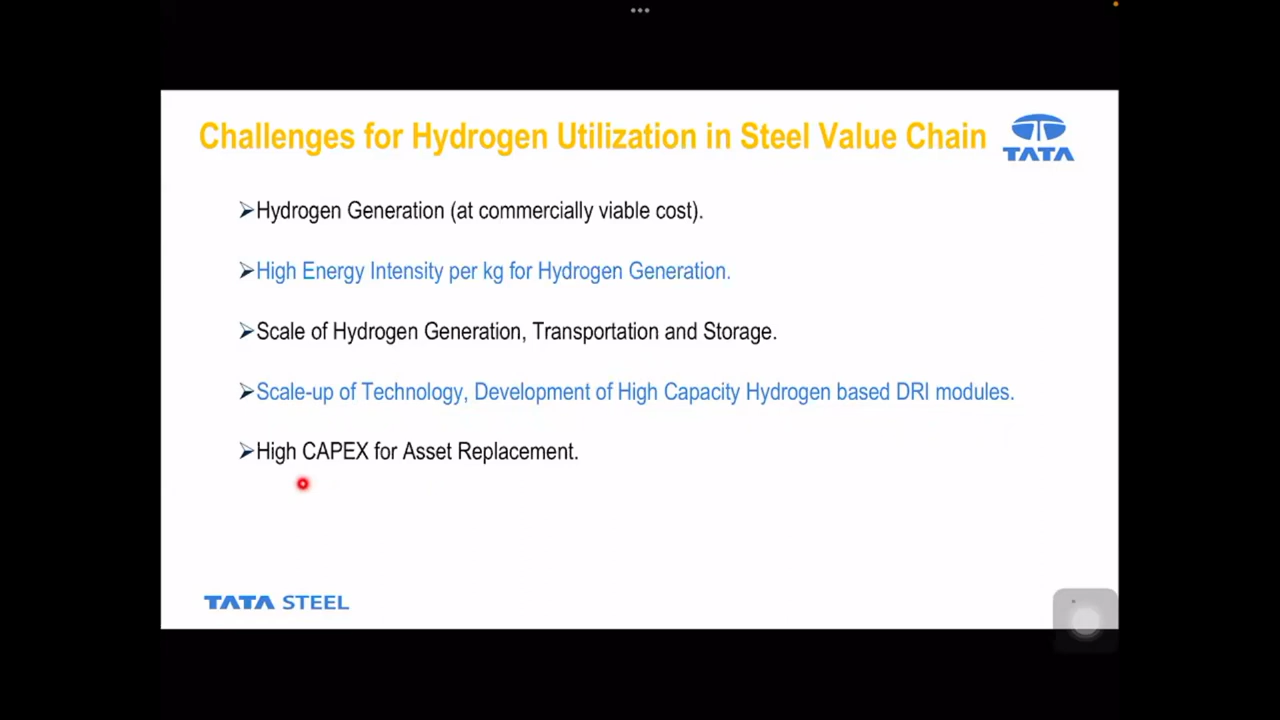 Challenges for Hydrogen Utilization in Steel Value Chain
TATA
➢Hydrogen Generation (at commercially viable cost).
➢High Energy Intensity per kg for Hydrogen Generation.
➢Scale of Hydrogen Generation, Transportation and Storage.
➢Scale-up of Technology, Development of High Capacity Hydrogen based DRI modules.
➢High CAPEX for Asset Replacement.
TATA STEEL